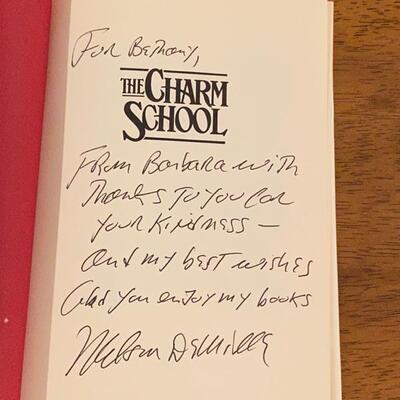 For Bethany,
THE CHARM
SCHOOL
From Barbara with
Thanks to you for
your kindness —
and my best wishes
Glad you enjoy my books
Nelson DeMille